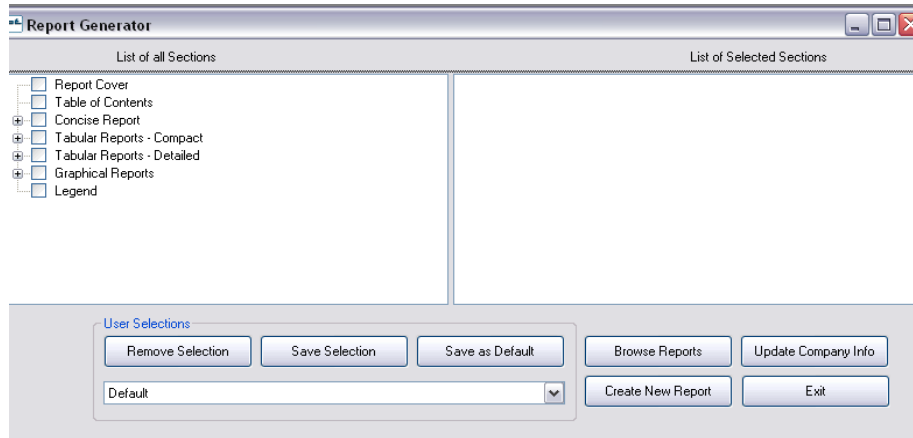 Report Generator
List of all Sections
List of Selected Sections
Report Cover
Table of Contents
Concise Report
Tabular Reports - Compact
Tabular Reports - Detailed
Graphical Reports
Legend
User Selections
Remove Selection
Save Selection
Save as Default
Browse Reports
Update Company Info
Default
Create New Report
Exit